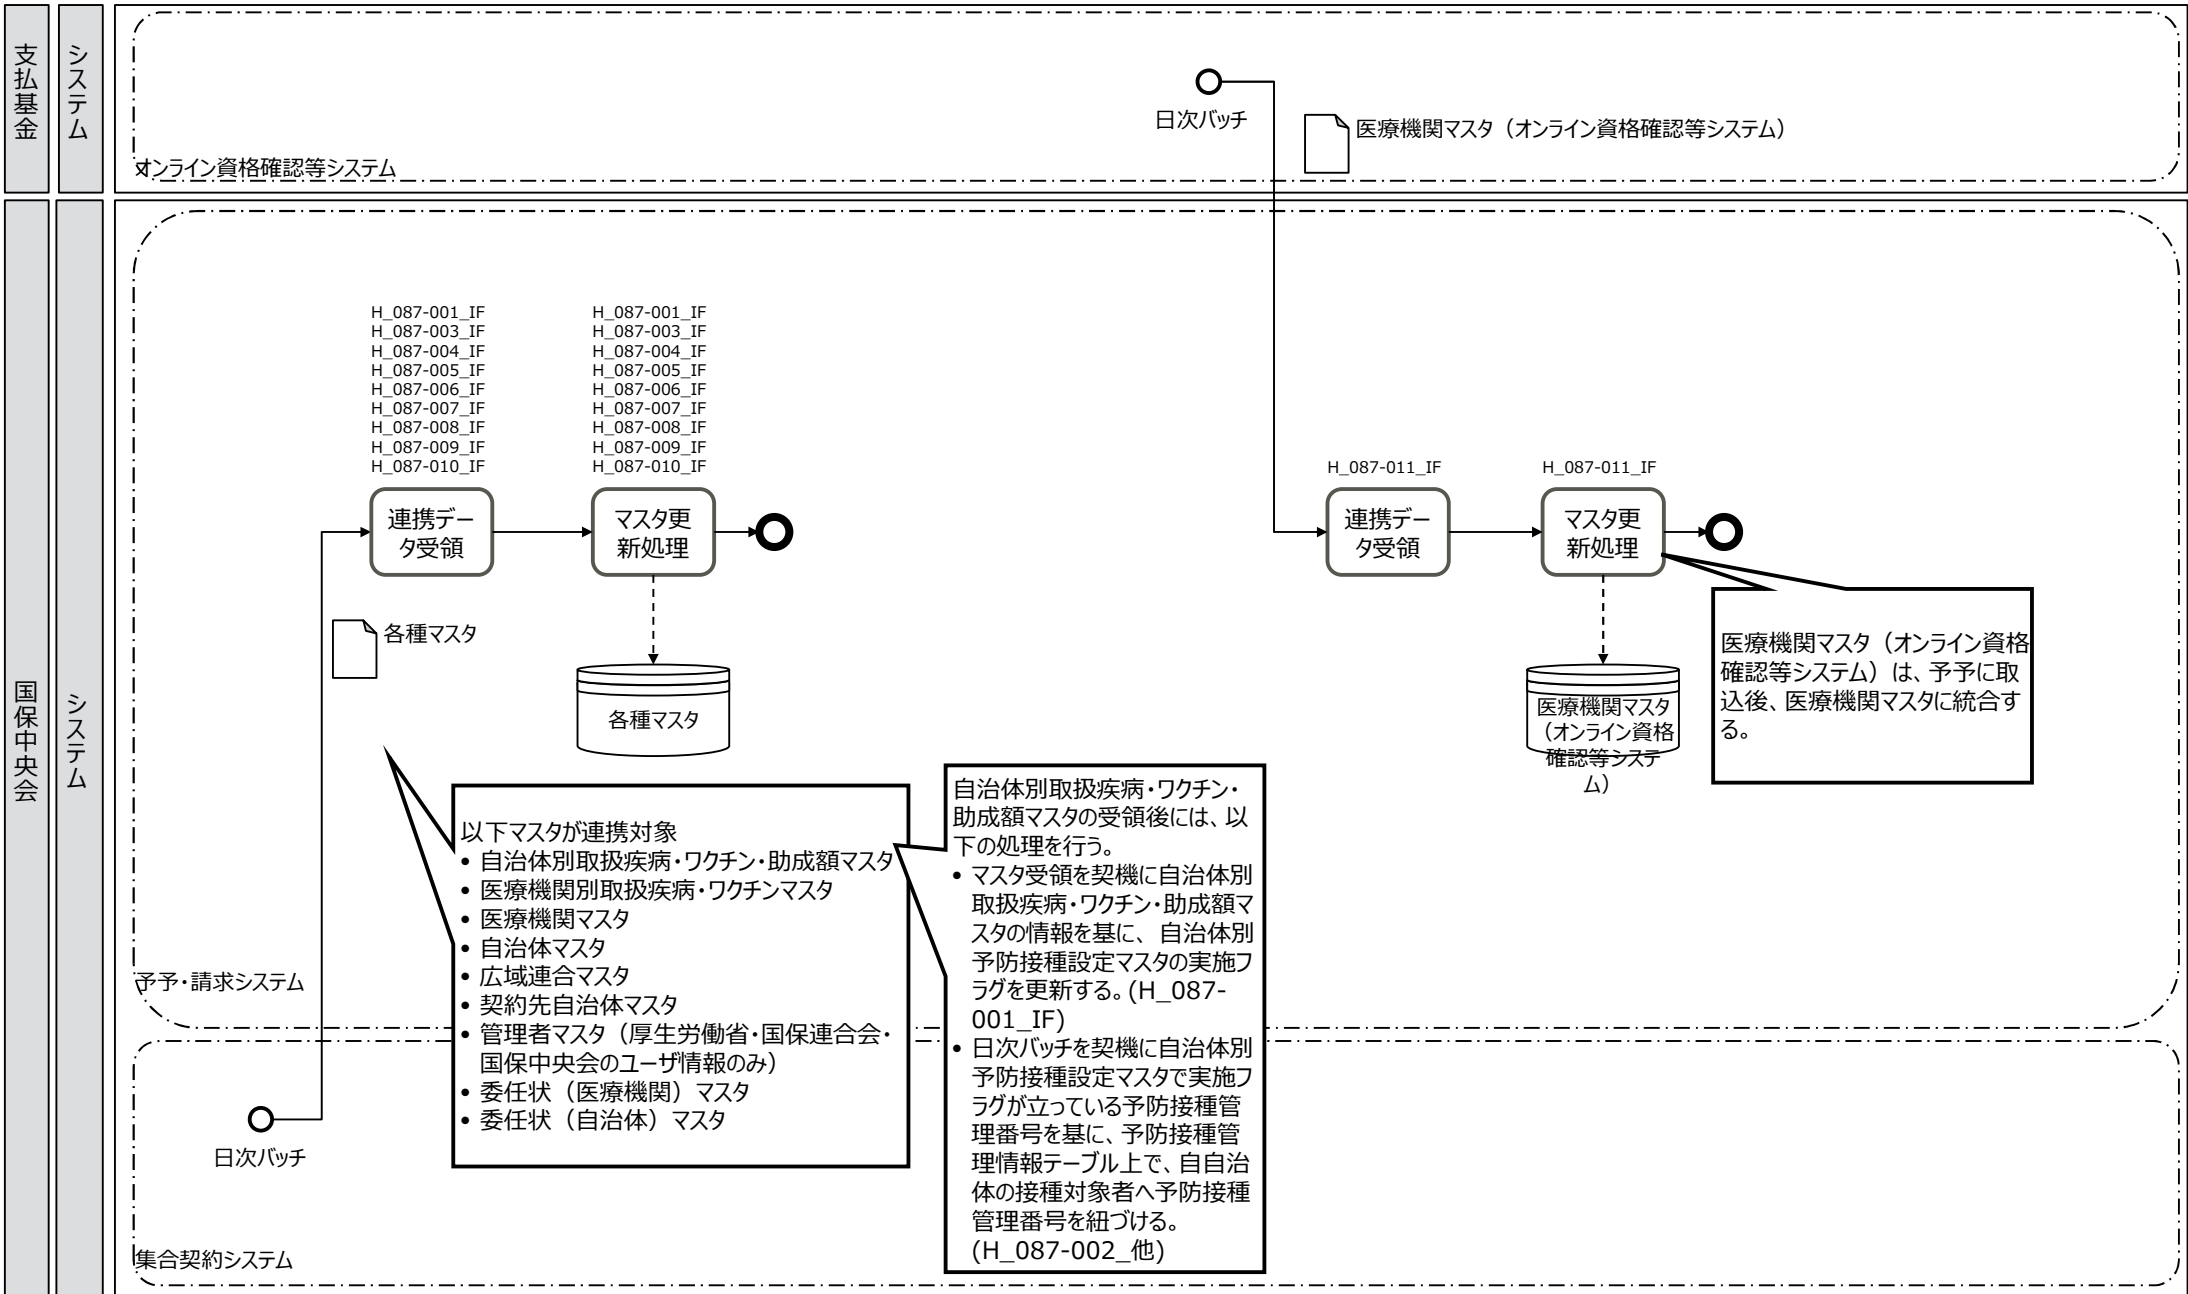 支払基金
システム
日次バッチ
医療機関マスタ（オンライン資格確認等システム）
オンライン資格確認等システム
国保中央会
システム
H_087-001_IF
H_087-003_IF
H_087-004_IF
H_087-005_IF
H_087-006_IF
H_087-007_IF
H_087-008_IF
H_087-009_IF
H_087-010_IF
連携デー
タ受領
H_087-001_IF
H_087-003_IF
H_087-004_IF
H_087-005_IF
H_087-006_IF
H_087-007_IF
H_087-008_IF
H_087-009_IF
H_087-010_IF
マスタ更
新処理
各種マスタ
各種マスタ
H_087-011_IF
連携デー
タ受領
H_087-011_IF
マスタ更
新処理
医療機関マスタ
（オンライン資格
確認等システ
ム）
医療機関マスタ（オンライン資格
確認等システム）は、予予に取
込後、医療機関マスタに統合す
る。
以下マスタが連携対象
• 自治体別取扱疾病・ワクチン・助成額マスタ
• 医療機関別取扱疾病・ワクチンマスタ
• 医療機関マスタ
• 自治体マスタ
• 広域連合マスタ
• 契約先自治体マスタ
• 管理者マスタ（厚生労働省・国保連合会・
国保中央会のユーザ情報のみ）
• 委任状（医療機関）マスタ
• 委任状（自治体）マスタ
自治体別取扱疾病・ワクチン・
助成額マスタの受領後には、以
下の処理を行う。
• マスタ受領を契機に自治体別
取扱疾病・ワクチン・助成額マ
スタの情報を基に、自治体別
予防接種設定マスタの実施フ
ラグを更新する。(H_087-
001_IF)
• 日次バッチを契機に自治体別
予防接種設定マスタで実施フ
ラグが立っている予防接種管
理番号を基に、予防接種管
理情報テーブル上で、自自治
体の接種対象者へ予防接種
管理番号を紐づける。
(H_087-002_他)
予予・請求システム
日次バッチ
集合契約システム